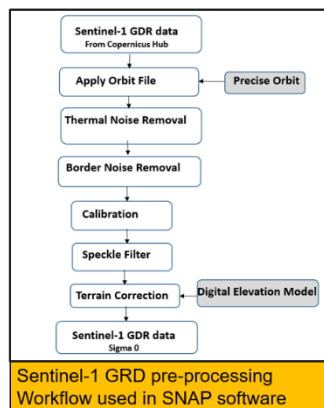 Sentinel-1 GDR data
From Copernicus Hub
Apply Orbit File
Precise Orbit
Thermal Noise Removal
Border Noise Removal
Calibration
Speckle Filter
Terrain Correction
Digital Elevation Model
Sentinel-1 GDR data
Sigma 0
Sentinel-1 GRD pre-processing
Workflow used in SNAP software